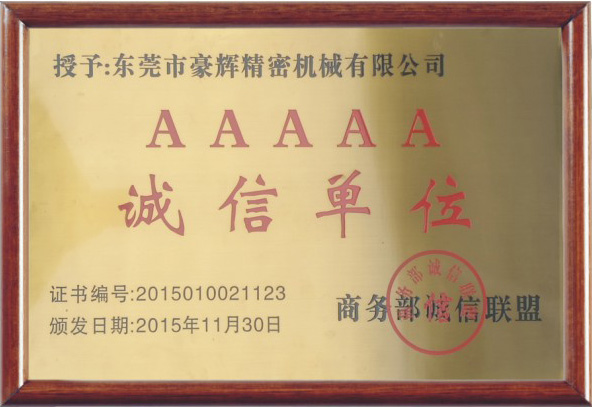 授予:东莞市豪辉精密机械有限公司
AAAAA
诚信单位
证书编号:2015010021123
颁发日期:2015年11月30日
商务部诚信联盟